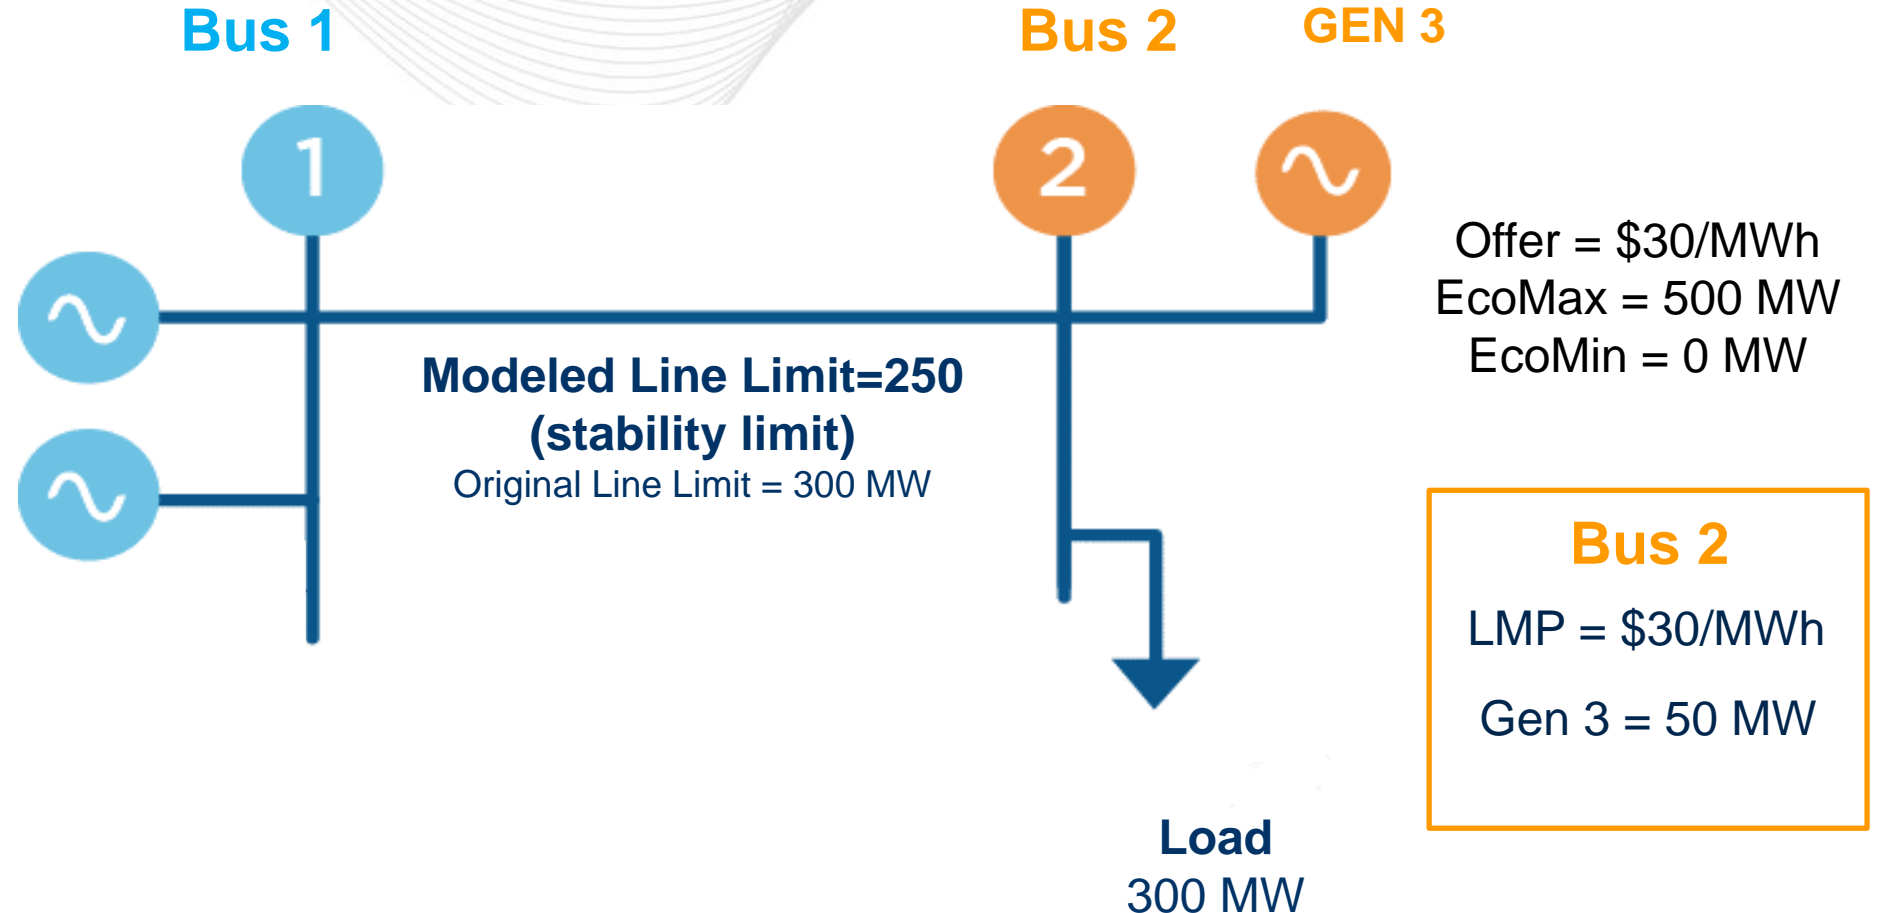 Bus 1
Bus 2
GEN 3
1
2
Offer = $30/MWh
EcoMax = 500 MW
EcoMin = 0 MW
Modeled Line Limit=250
(stability limit)
Original Line Limit = 300 MW
Bus 2
LMP = $30/MWh
Gen 3 = 50 MW
Load
300 MW